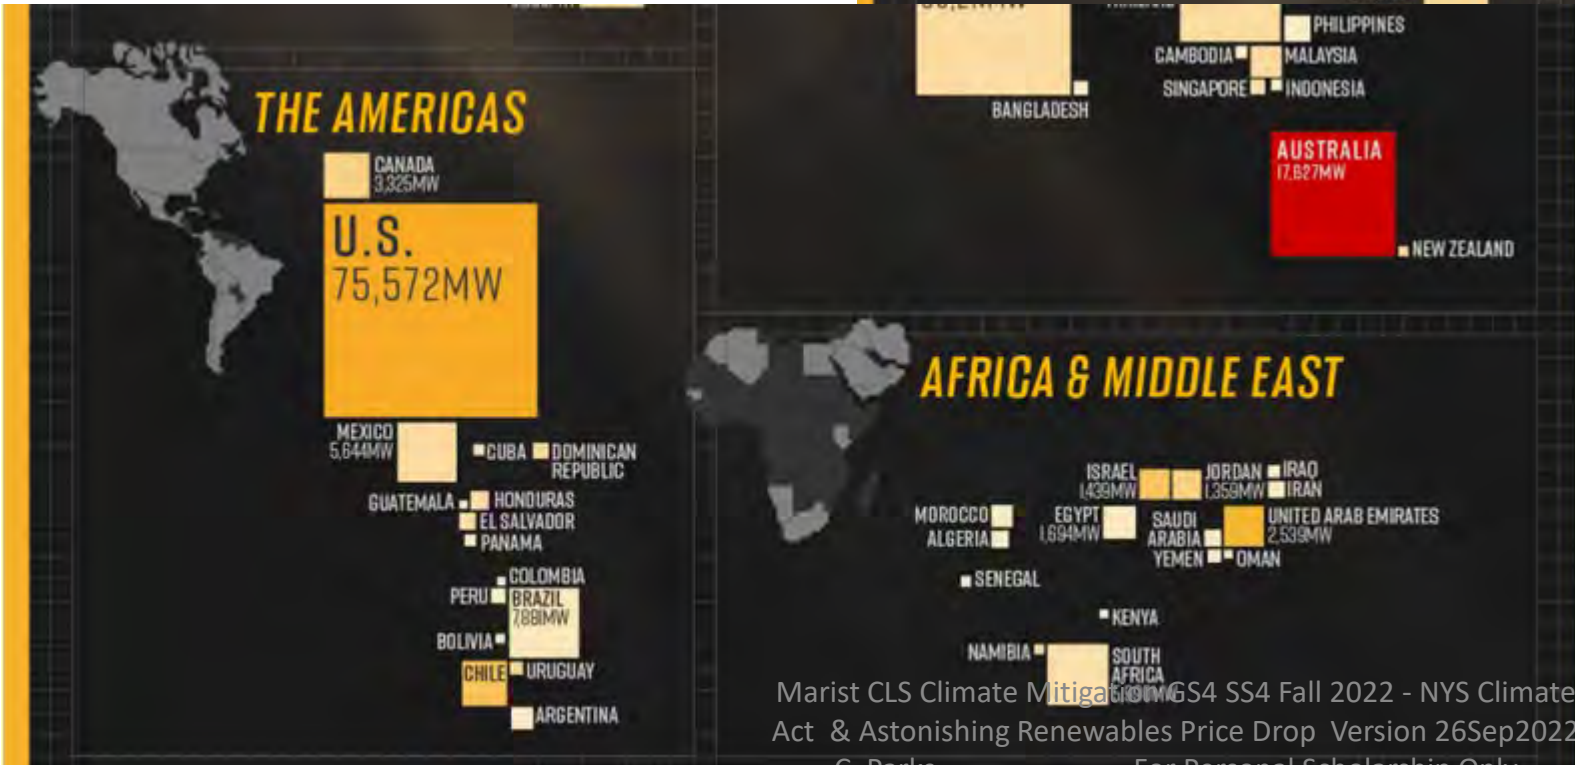 THE AMERICAS
CANADA
3,325MW
U.S.
75,572MW
MEXICO
5,644MW
CUBA
DOMINICAN
REPUBLIC
GUATEMALA
HONDURAS
EL SALVADOR
PANAMA
COLOMBIA
PERU
BRAZIL
7,881MW
BOLIVIA
CHILE
URUGUAY
ARGENTINA
BANGLADESH
PHILIPPINES
CAMBODIA
MALAYSIA
SINGAPORE
INDONESIA
AUSTRALIA
17,627MW
NEW ZEALAND
AFRICA & MIDDLE EAST
ISRAEL
1,439MW
JORDAN
1,359MW
IRAQ
IRAN
MOROCCO
ALGERIA
EGYPT
1,694MW
SAUDI
ARABIA
UNITED ARAB EMIRATES
2,539MW
YEMEN
OMAN
SENEGAL
KENYA
NAMIBIA
SOUTH
AFRICA
Marist CLS Climate Mitigation GS4 SS4 Fall 2022 - NYS Climate
Act & Astonishing Renewables Price Drop Version 26Sep2022